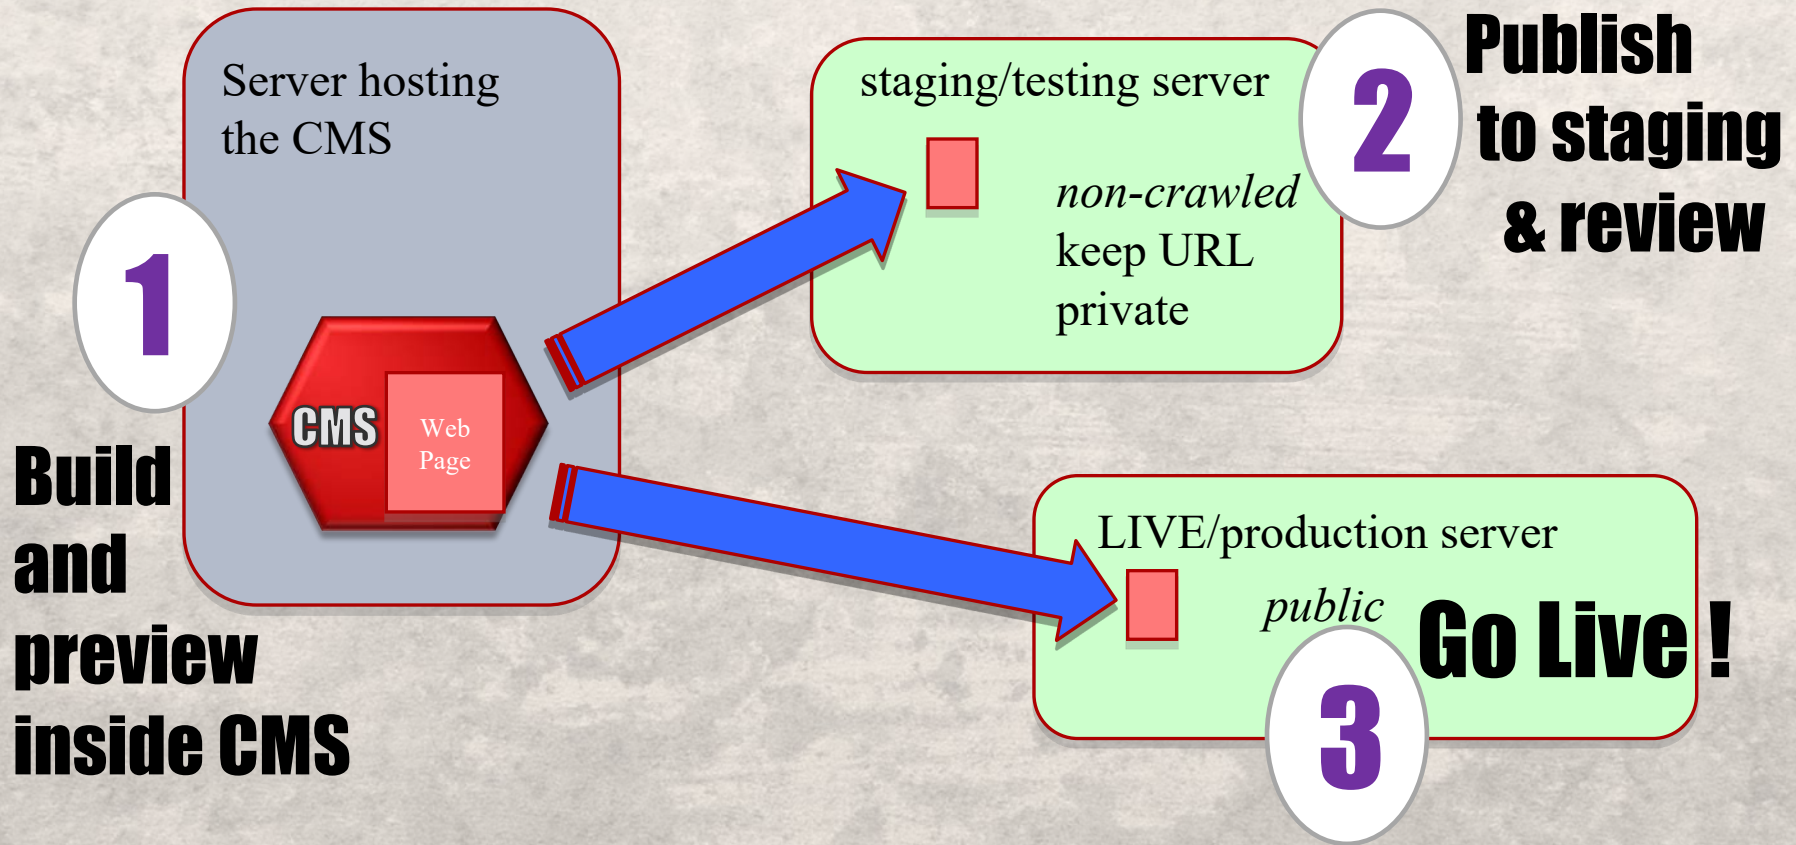 Server hosting
the CMS
1
CMS
Web
Page
Build
and
preview
inside CMS
staging/testing server
non-crawled
keep URL
private
2
Publish
to staging
& review
LIVE/production server
public
Go Live !
3